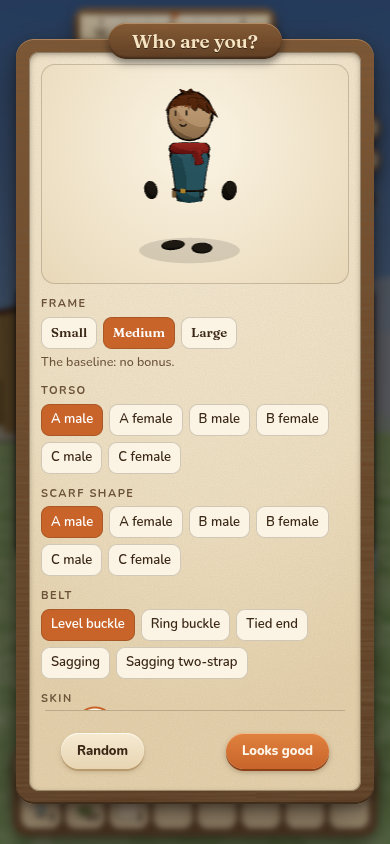 Who are you?
FRAME
Small Medium Large
The baseline: no bonus.
TORSO
A male A female B male B female
C male C female
SCARF SHAPE
A male A female B male B female
C male C female
BELT
Level buckle Ring buckle Tied end
Sagging Sagging two-strap
SKIN
Random Looks good